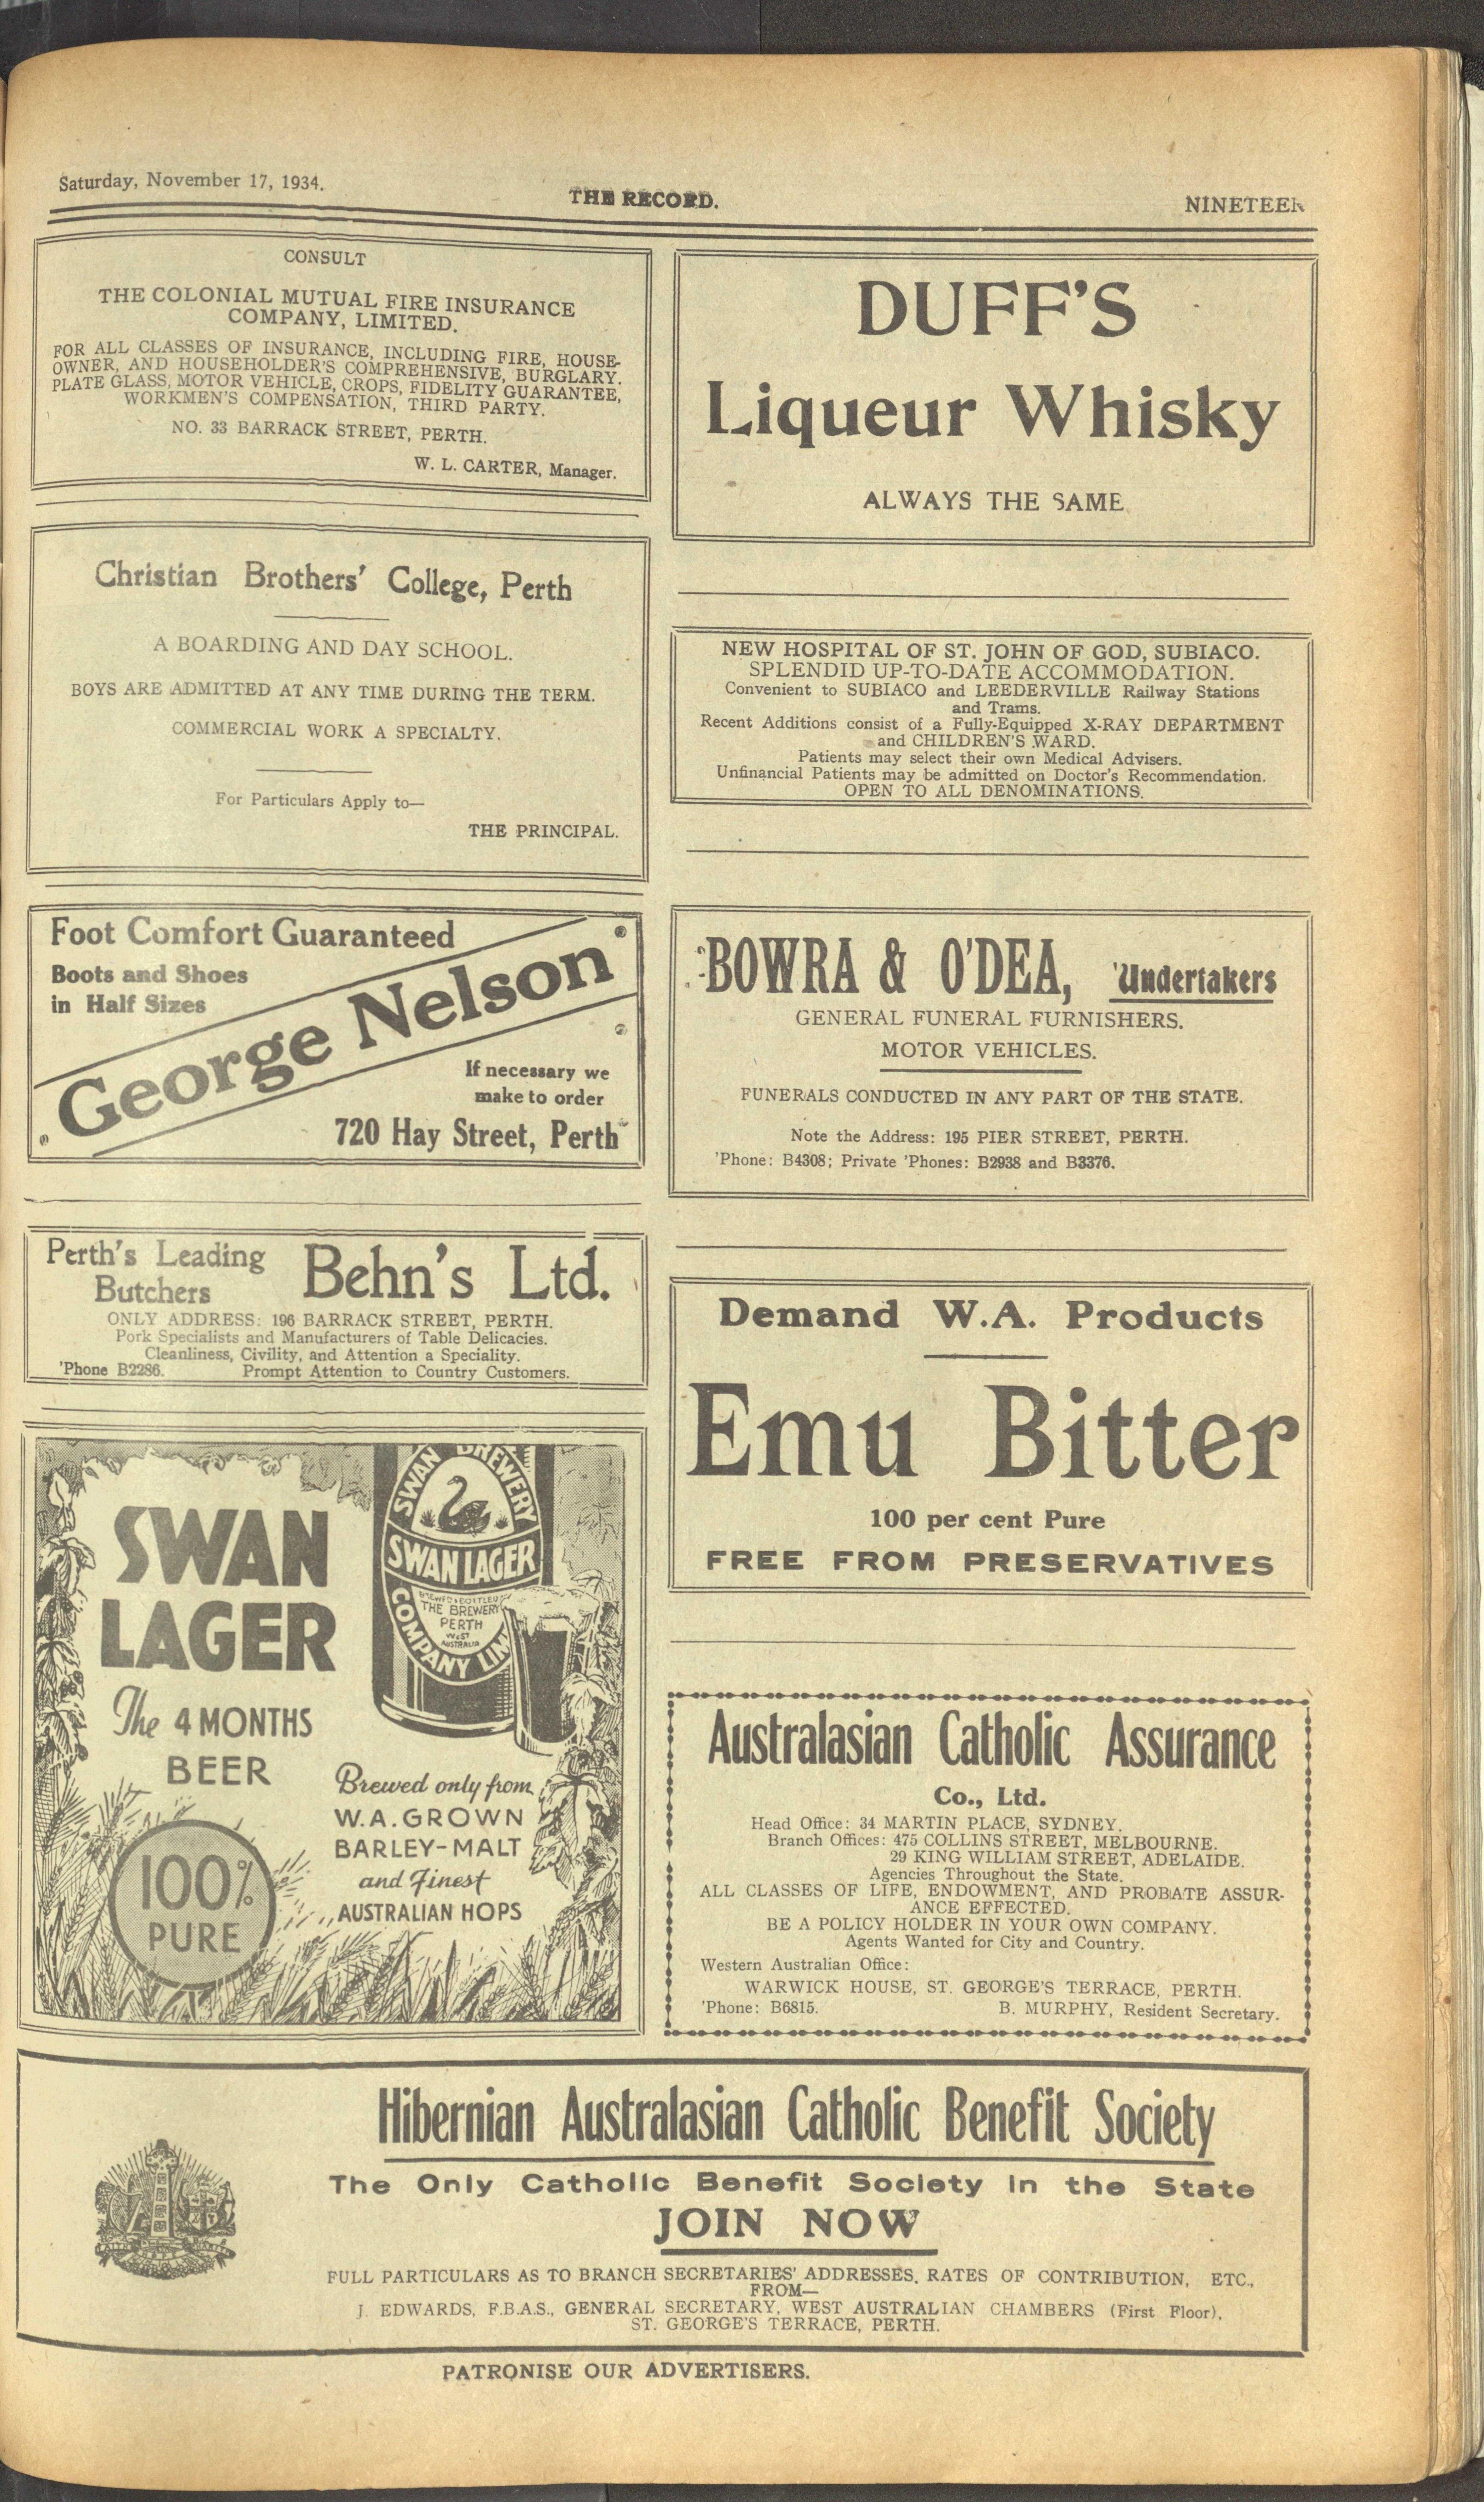 Saturday, November 17, 1934.
THE RECORD.
NINETEEN
CONSULT
THE COLONIAL MUTUAL FIRE INSURANCE
COMPANY, LIMITED.
FOR ALL CLASSES OF INSURANCE, INCLUDING FIRE, HOUSE-
OWNER, AND HOUSEHOLDER'S COMPREHENSIVE, BURGLARY.
PLATE GLASS, MOTOR VEHICLE, CROPS, FIDELITY GUARANTEE,
WORKMEN'S COMPENSATION, THIRD PARTY.
NO. 33 BARRACK STREET, PERTH.
W. L. CARTER, Manager.
Christian Brothers' College, Perth
A BOARDING AND DAY SCHOOL.
BOYS ARE ADMITTED AT ANY TIME DURING THE TERM.
COMMERCIAL WORK A SPECIALTY.
For Particulars Apply to—
THE PRINCIPAL.
Foot Comfort Guaranteed
Boots and Shoes
in Half Sizes
George Nelson
If necessary we
make to order
720 Hay Street, Perth
Perth's Leading
Butchers
Behn's Ltd.
ONLY ADDRESS: 196 BARRACK STREET, PERTH.
Pork Specialists and Manufacturers of Table Delicacies.
Cleanliness, Civility, and Attention a Speciality.
'Phone B2286. Prompt Attention to Country Customers.
SWAN
LAGER
The 4 MONTHS
BEER
SWAN BREWERY
SWAN LAGER
THE BREWERY
PERTH
WEST
AUSTRALIA
COMPANY LIM
Brewed only from
W.A. GROWN
BARLEY-MALT
and Finest
AUSTRALIAN HOPS
100%
PURE
DUFF'S
Liqueur Whisky
ALWAYS THE SAME
NEW HOSPITAL OF ST. JOHN OF GOD, SUBIACO.
SPLENDID UP-TO-DATE ACCOMMODATION.
Convenient to SUBIACO and LEEDERVILLE Railway Stations
and Trams.
Recent Additions consist of a Fully-Equipped X-RAY DEPARTMENT
and CHILDREN'S WARD.
Patients may select their own Medical Advisers.
Unfinancial Patients may be admitted on Doctor's Recommendation.
OPEN TO ALL DENOMINATIONS.
BOWRA & O'DEA, Undertakers
GENERAL FUNERAL FURNISHERS.
MOTOR VEHICLES.
FUNERALS CONDUCTED IN ANY PART OF THE STATE.
Note the Address: 195 PIER STREET, PERTH.
'Phone: B4308; Private 'Phones: B2938 and B3376.
Demand W.A. Products
Emu Bitter
100 per cent Pure
FREE FROM PRESERVATIVES
Australasian Catholic Assurance
Co., Ltd.
Head Office: 34 MARTIN PLACE, SYDNEY.
Branch Offices: 475 COLLINS STREET, MELBOURNE.
29 KING WILLIAM STREET, ADELAIDE.
Agencies Throughout the State.
ALL CLASSES OF LIFE, ENDOWMENT, AND PROBATE ASSUR-
ANCE EFFECTED.
BE A POLICY HOLDER IN YOUR OWN COMPANY.
Agents Wanted for City and Country.
Western Australian Office:
WARWICK HOUSE, ST. GEORGE'S TERRACE, PERTH.
'Phone: B6815. B. MURPHY, Resident Secretary.
Hibernian Australasian Catholic Benefit Society
The Only Catholic Benefit Society in the State
JOIN NOW
FULL PARTICULARS AS TO BRANCH SECRETARIES' ADDRESSES, RATES OF CONTRIBUTION, ETC.,
FROM—
J. EDWARDS, F.B.A.S., GENERAL SECRETARY, WEST AUSTRALIAN CHAMBERS (First Floor),
ST. GEORGE'S TERRACE, PERTH.
PATRONISE OUR ADVERTISERS.